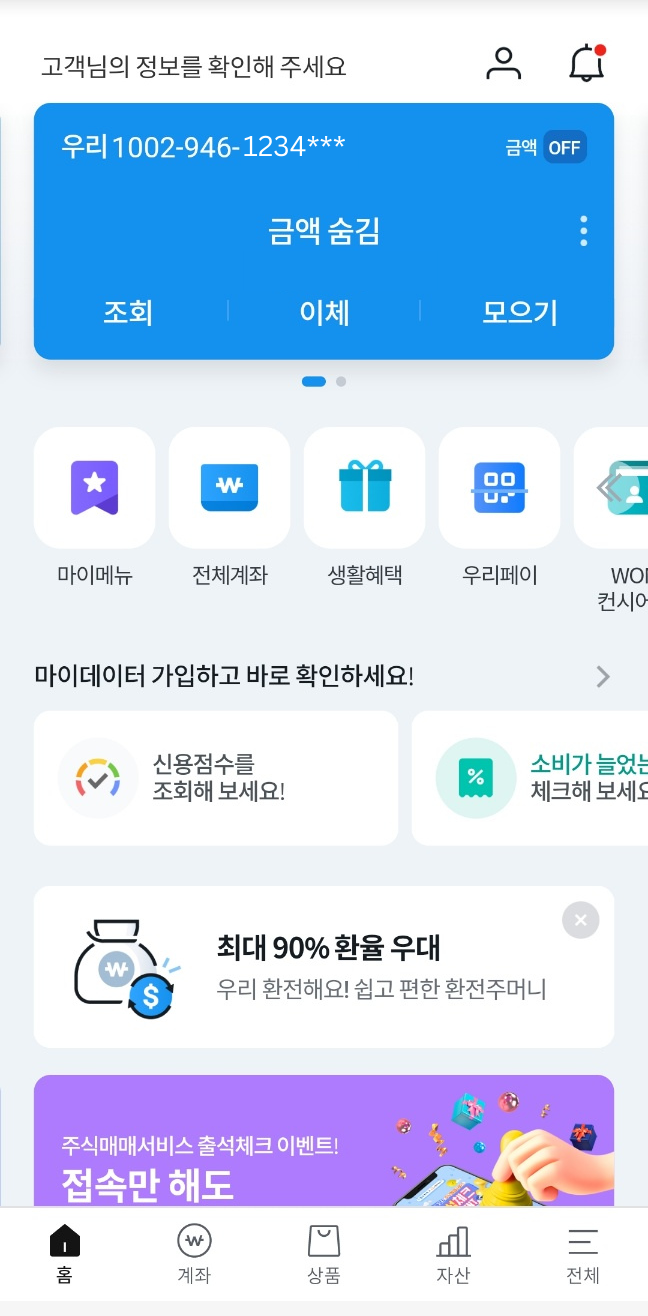 고객님의 정보를 확인해 주세요
우리 1002-946-1234***
금액 OFF
금액 숨김
조회
이체
모으기
마이메뉴
전체계좌
생활혜택
우리페이
컨시어
마이데이터 가입하고 바로 확인하세요!
신용점수를
조회해 보세요!
소비가 늘었는
체크해 보세요
최대 90% 환율 우대
우리 환전해요! 쉽고 편한 환전주머니
주식매매서비스 출석체크 이벤트!
접속만 해도
홈
계좌
상품
자산
전체